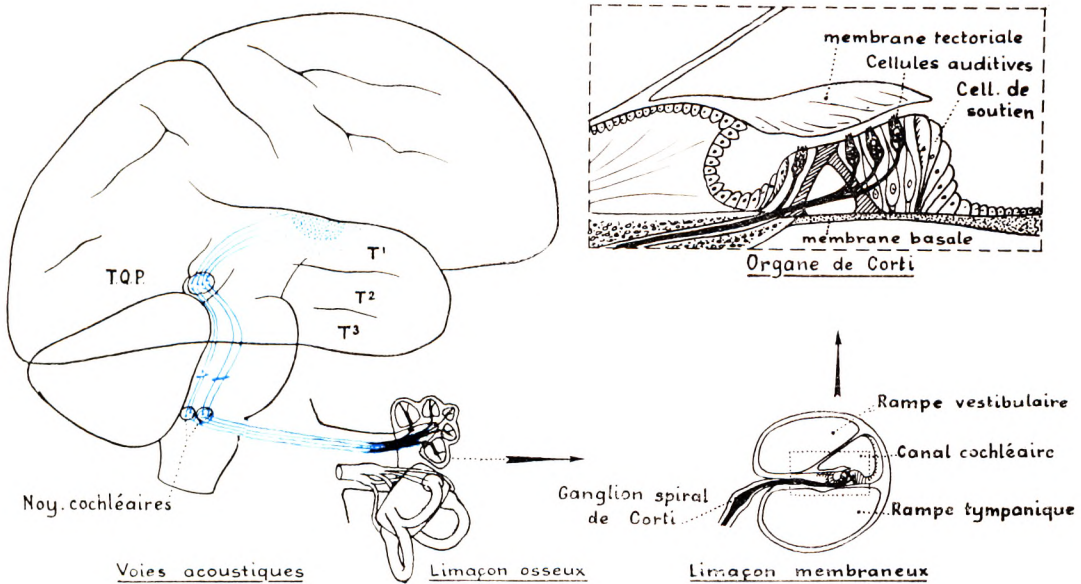 membrane tectoriale
Cellules auditives
Cell. de
soutien
membrane basale
Organe de Corti
T.Q.P.
T1
T2
T3
Noy. cochléaires
Voies acoustiques
Limaçon osseux
Rampe vestibulaire
Canal cochléaire
Ganglion spiral
de Corti
Rampe tympanique
Limaçon membraneux